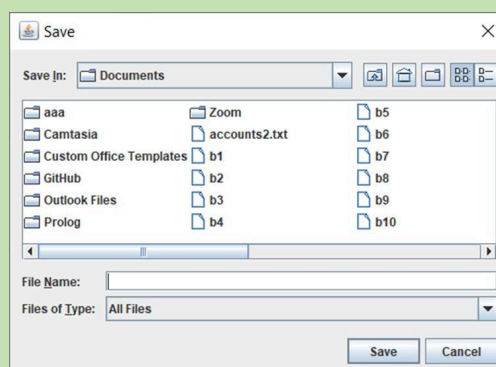 Save
Save In: Documents
aaa
Camtasia
Custom Office Templates
GitHub
Outlook Files
Prolog
Zoom
accounts2.txt
b1
b2
b3
b4
b5
b6
b7
b8
b9
b10
File Name:
Files of Type: All Files
Save Cancel